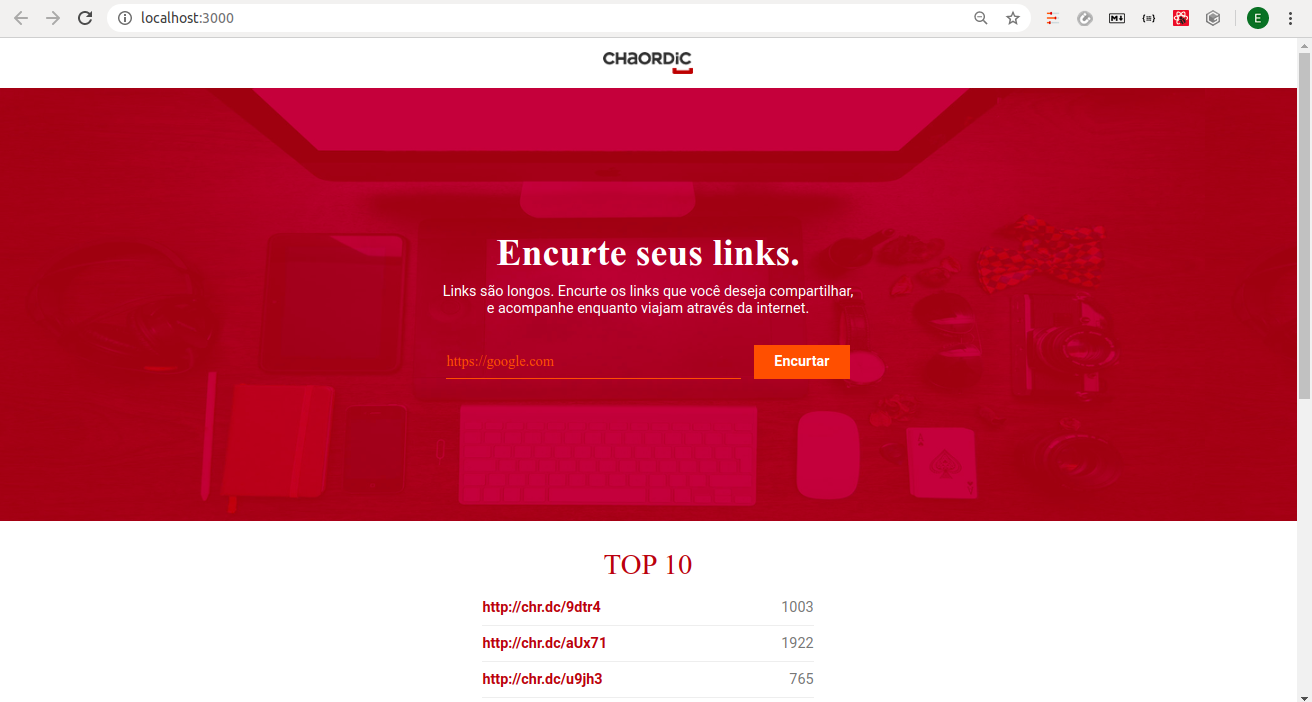 localhost:3000
E
CHAORDIC
Encurte seus links.
Links são longos. Encurte os links que você deseja compartilhar,
e acompanhe enquanto viajam através da internet.
https://google.com
Encurtar
TOP 10
http://chr.dc/9dtr4 1003
http://chr.dc/aUx71 1922
http://chr.dc/u9jh3 765